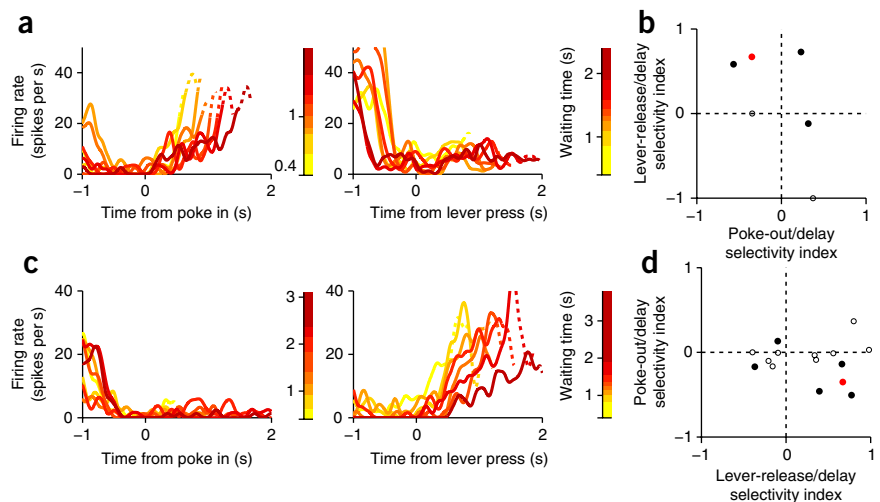 a
Firing rate
(spikes per s)
40
20
0
−1
0
1
2
Time from poke in (s)
1
0.4
−1
0
1
2
Time from lever press (s)
Waiting time (s)
2
1
b
Lever-release/delay
selectivity index
1
0
−1
−1
0
1
Poke-out/delay
selectivity index
c
Firing rate
(spikes per s)
40
20
0
−1
0
1
2
Time from poke in (s)
3
2
1
40
20
0
−1
0
1
2
Time from lever press (s)
Waiting time (s)
3
2
1
d
Poke-out/delay
selectivity index
1
0
−1
−1
0
1
Lever-release/delay
selectivity index